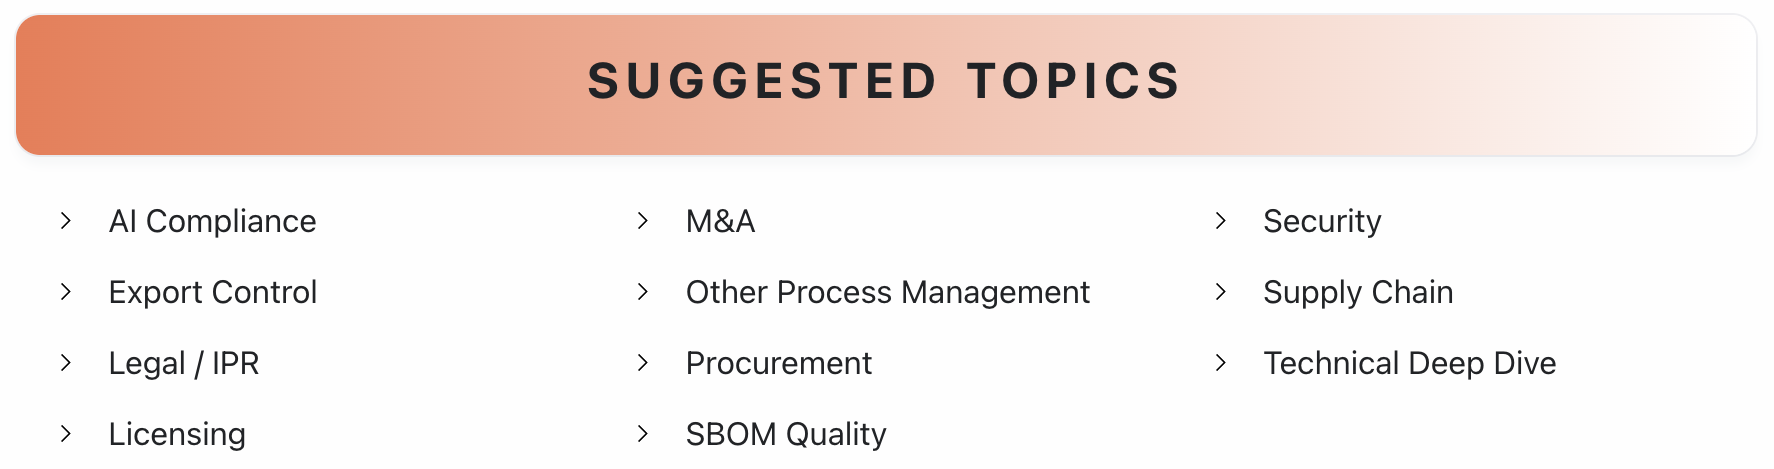 SUGGESTED TOPICS
AI Compliance
Export Control
Legal / IPR
Licensing
M&A
Other Process Management
Procurement
SBOM Quality
Security
Supply Chain
Technical Deep Dive